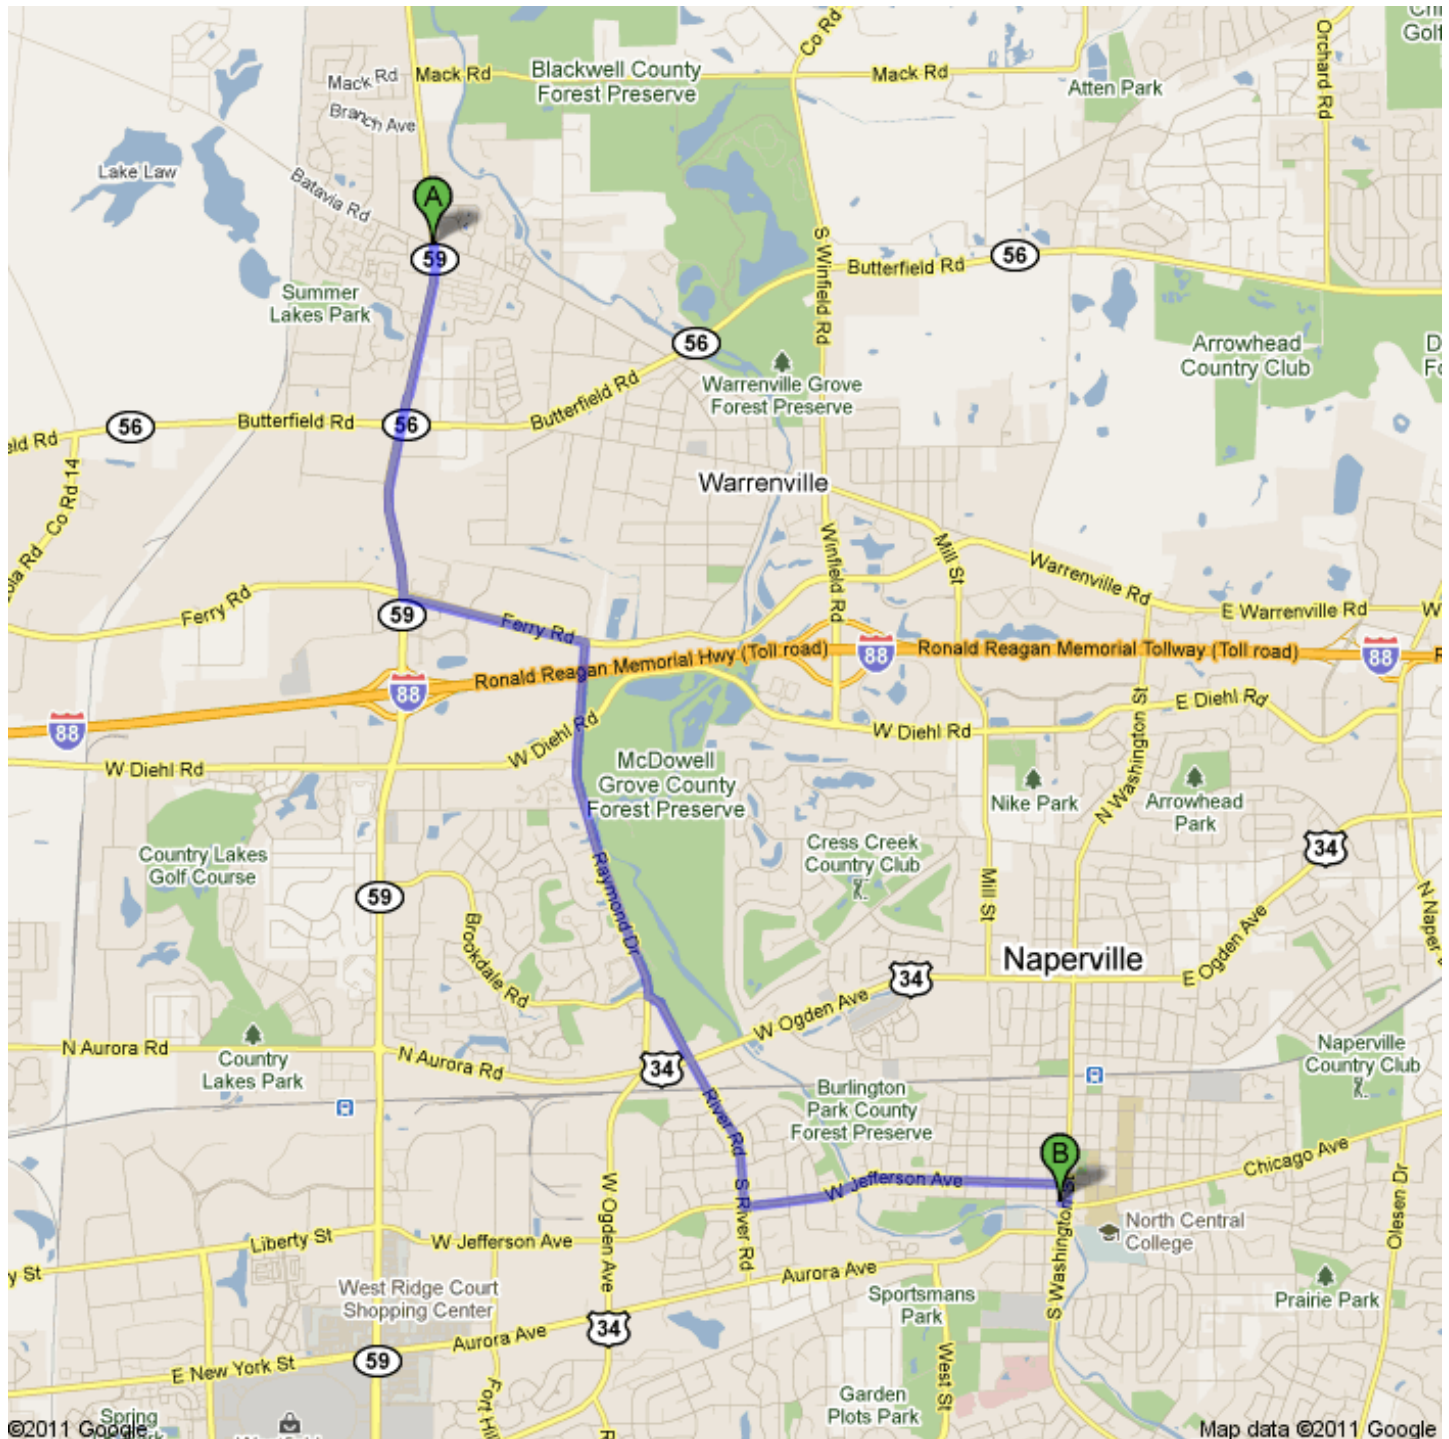 Mack Rd
Mack Rd
Branch Ave
Blackwell County
Forest Preserve
Co Rd
Mack Rd
Atten Park
Orchard Rd
Golf
Lake Law
Batavia Rd
A
59
S Winfield Rd
Butterfield Rd
56
Summer
Lakes Park
56
Arrowhead
Country Club
Warrenville Grove
Forest Preserve
Butterfield Rd
56
Butterfield Rd
56
Co Rd 14
Warrenville
Winfield Rd
Mill St
Warrenville Rd
E Warrenville Rd
W
Ferry Rd
59
Ferry Rd
Ronald Reagan Memorial Hwy (Toll road)
88
Ronald Reagan Memorial Tollway (Toll road)
88
88
88
W Diehl Rd
W Diehl Rd
W Diehl Rd
E Diehl Rd
N Washington St
McDowell
Grove County
Forest Preserve
Nike Park
Arrowhead
Park
Country Lakes
Golf Course
Cress Creek
Country Club
34
59
Raymond Dr
Brookdale Rd
Mill St
N Naper
E Ogden Ave
Naperville
34
W Ogden Ave
N Aurora Rd
Country
Lakes Park
N Aurora Rd
34
Naperville
Country Club
River Rd
Burlington
Park County
Forest Preserve
B
Chicago Ave
W Jefferson Ave
S River Rd
W Ogden Ave
Olesen Dr
North Central
College
Liberty St
W Jefferson Ave
y St
Aurora Ave
S Washington St
West Ridge Court
Shopping Center
Sportsmans
Park
Prairie Park
34
Aurora Ave
E New York St
59
West St
Garden
Plots Park
Spring
©2011 Google
Map data ©2011 Google